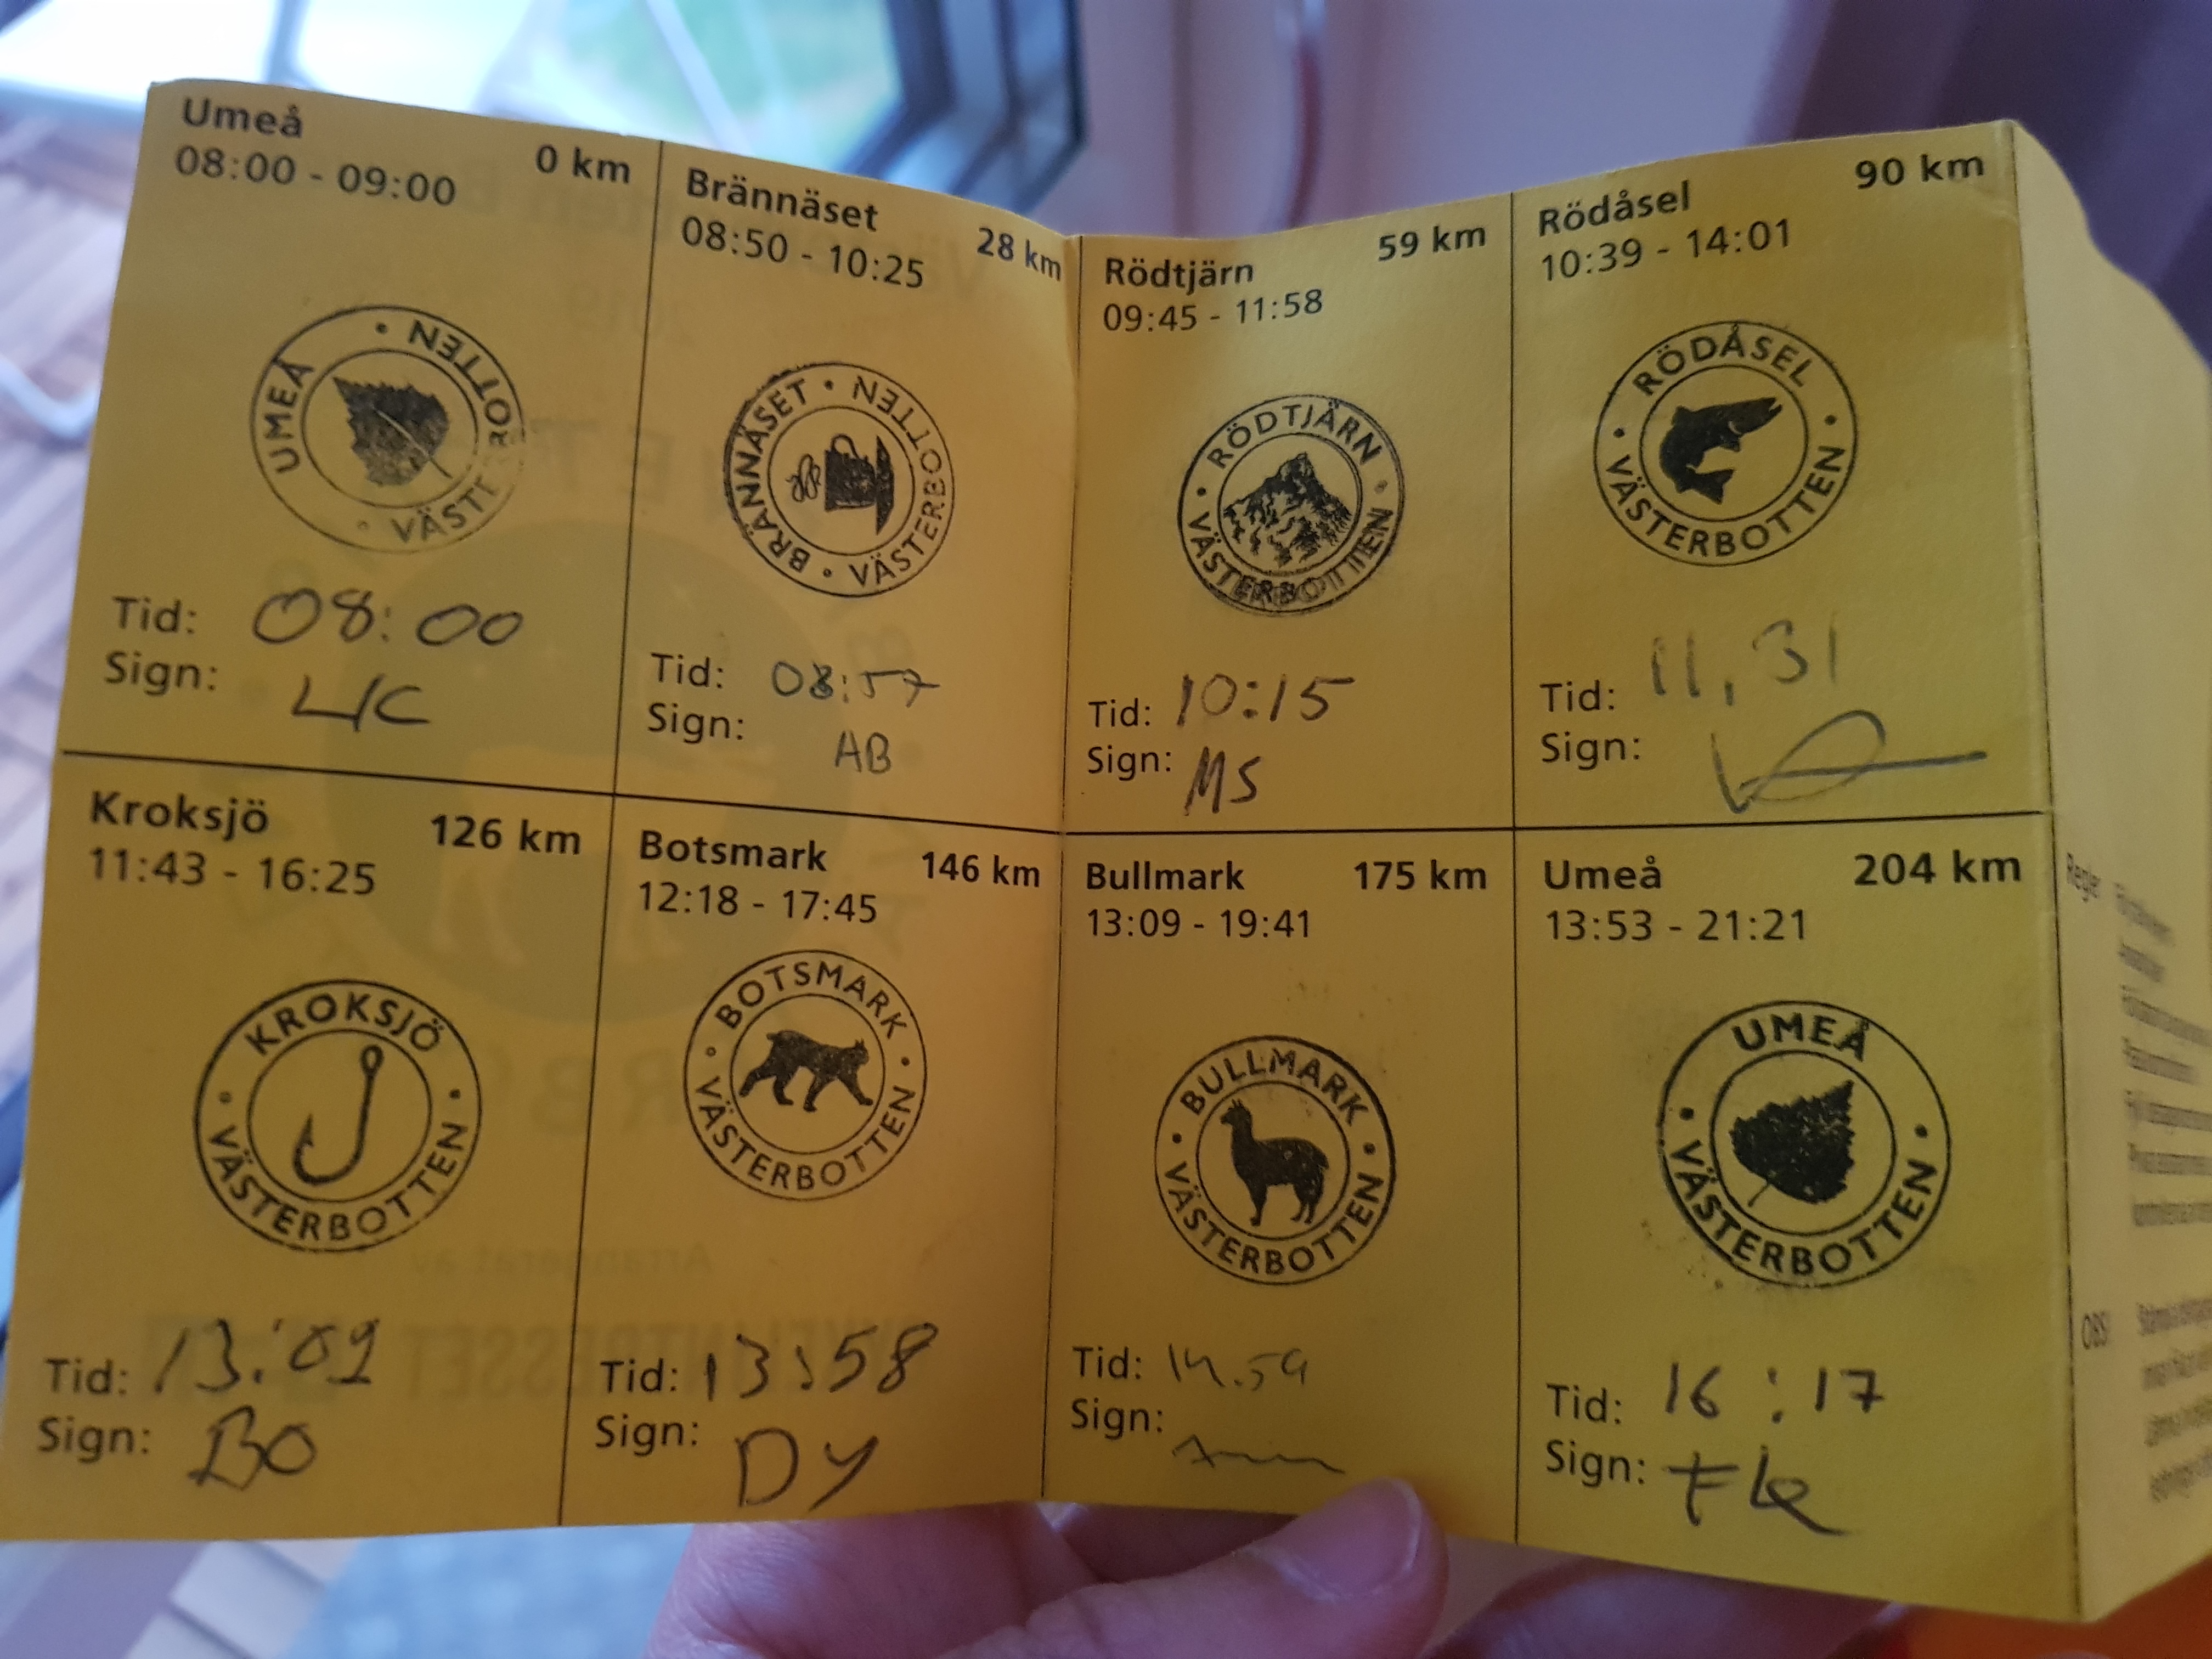 Umeå
0 km
08:00 - 09:00
UMEÅ • VÄSTERBOTTEN •
Tid: 08:00
Sign: LIC
Brännäset
28 km
08:50 - 10:25
BRÄNNÄSET • VÄSTERBOTTEN •
Tid: 08:57
Sign: AB
Rödtjärn
59 km
09:45 - 11:58
RÖDTJÄRN • VÄSTERBOTTEN •
Tid: 10:15
Sign: MS
Rödåsel
90 km
10:39 - 14:01
RÖDÅSEL • VÄSTERBOTTEN •
Tid: 11,31
Sign:
Kroksjö
126 km
11:43 - 16:25
KROKSJÖ • VÄSTERBOTTEN •
Tid: 13:09
Sign: BO
Botsmark
146 km
12:18 - 17:45
BOTSMARK • VÄSTERBOTTEN •
Tid: 13:58
Sign: DY
Bullmark
175 km
13:09 - 19:41
BULLMARK • VÄSTERBOTTEN •
Tid: 14.59
Sign:
Umeå
204 km
13:53 - 21:21
UMEÅ • VÄSTERBOTTEN •
Tid: 16:17
Sign:
Regler
OBS!